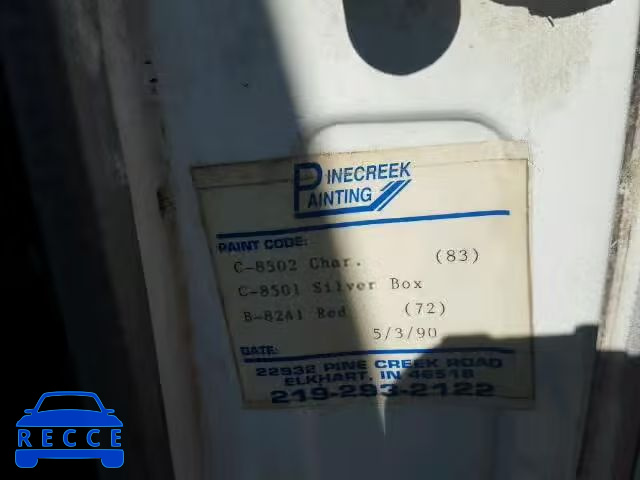 PINECREEK
PAINTING
PAINT CODE:
C-8502 Char. (83)
C-8501 Silver Box
B-82A1 Red (72)
5/3/90
DATE:
22932 PINE CREEK ROAD
ELKHART, IN 46516
219-293-2122
RECCE